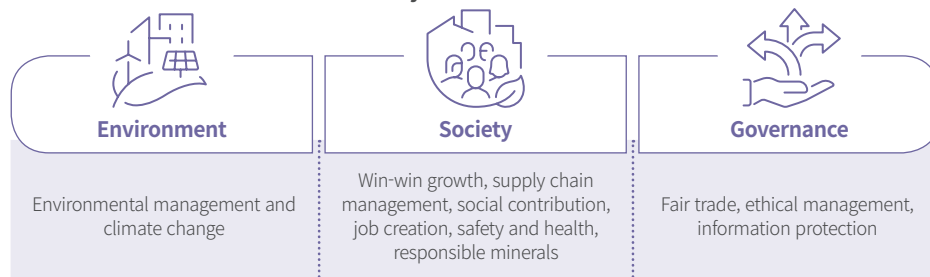 Environment
Environmental management and
climate change
Society
Win-win growth, supply chain
management, social contribution,
job creation, safety and health,
responsible minerals
Governance
Fair trade, ethical management,
information protection